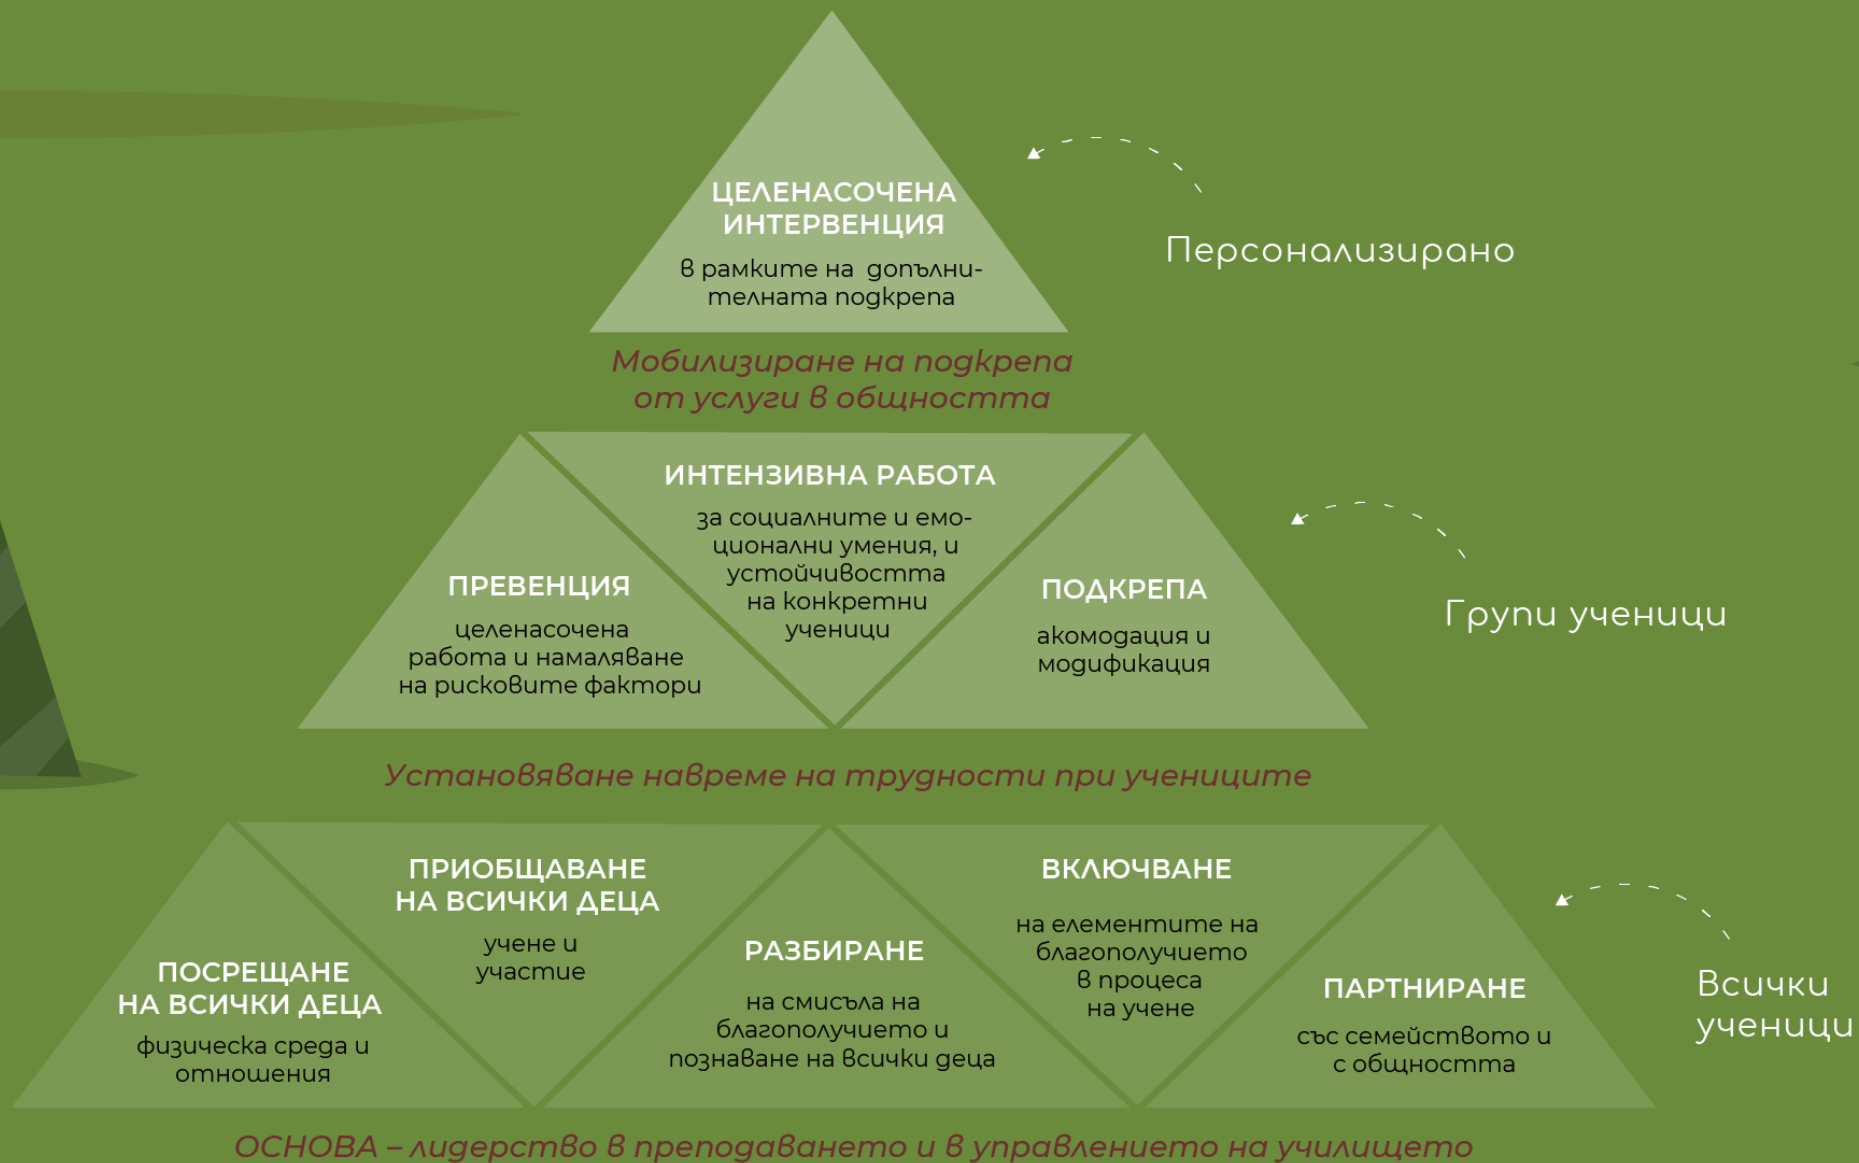 ЦЕЛЕНАСОЧЕНА
ИНТЕРВЕНЦИЯ
в рамките на допълни-
телната подкрепа
Персонализирано
Мобилизиране на подкрепа
от услуги в общността
ИНТЕНЗИВНА РАБОТА
за социалните и емо-
ционални умения, и
устойчивостта
на конкретни
ученици
ПРЕВЕНЦИЯ
целенасочена
работа и намаляване
на рисковите фактори
ПОДКРЕПА
акомодация и
модификация
Групи ученици
Установяване навреме на трудности при учениците
ПОСРЕЩАНЕ
НА ВСИЧКИ ДЕЦА
физическа среда и
отношения
ПРИОБЩАВАНЕ
НА ВСИЧКИ ДЕЦА
учене и
участие
РАЗБИРАНЕ
на смисъла на
благополучието и
познаване на всички деца
ВКЛЮЧВАНЕ
на елементите на
благополучието
в процеса
на учене
ПАРТНИРАНЕ
със семейството и
с общността
Всички
ученици
ОСНОВА – лидерство в преподаването и в управлението на училището